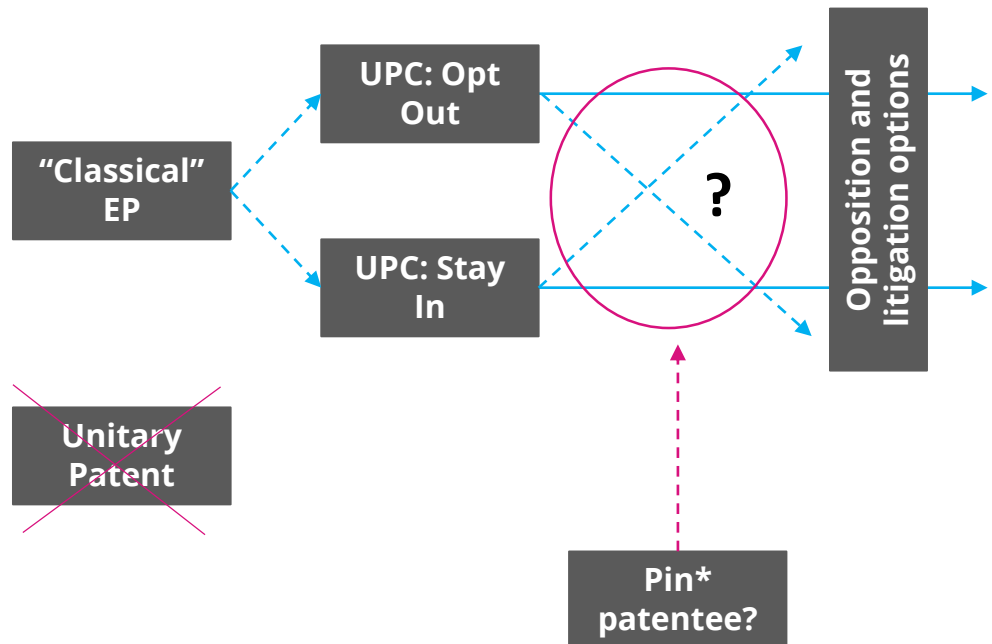 UPC: Opt
Out
“Classical”
EP
?
UPC: Stay
In
Opposition and
litigation options
Unitary
Patent
Pin*
patentee?